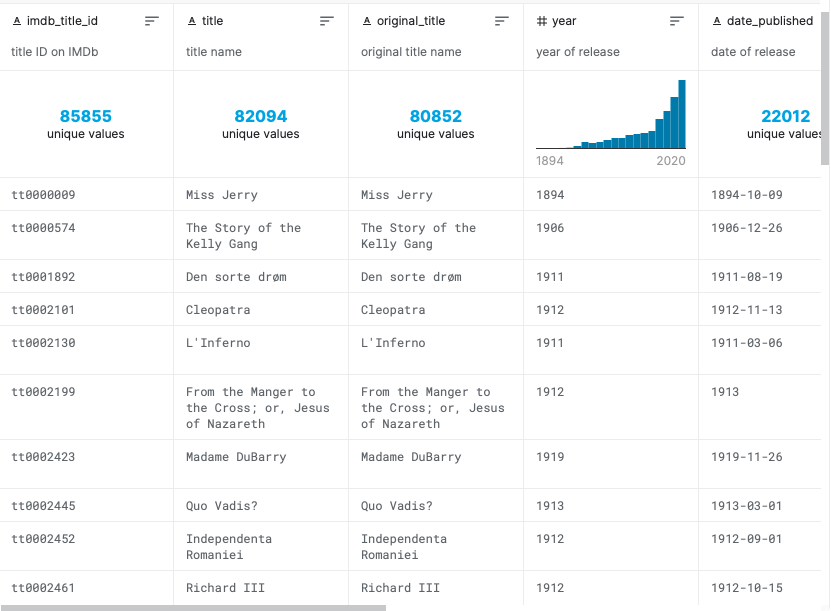 A imdb_title_id A title A original_title # year A date_published
title ID on IMDb title name original title name year of release date of release
85855 82094 80852 22012
unique values unique values unique values unique values
1894 2020
tt0000009 Miss Jerry Miss Jerry 1894 1894-10-09
tt0000574 The Story of the The Story of the 1906 1906-12-26
Kelly Gang Kelly Gang
tt0001892 Den sorte drøm Den sorte drøm 1911 1911-08-19
tt0002101 Cleopatra Cleopatra 1912 1912-11-13
tt0002130 L'Inferno L'Inferno 1911 1911-03-06
tt0002199 From the Manger to From the Manger to 1912 1913
the Cross; or, Jesus the Cross; or, Jesus
of Nazareth of Nazareth
tt0002423 Madame DuBarry Madame DuBarry 1919 1919-11-26
tt0002445 Quo Vadis? Quo Vadis? 1913 1913-03-01
tt0002452 Independenta Independenta 1912 1912-09-01
Romaniei Romaniei
tt0002461 Richard III Richard III 1912 1912-10-15